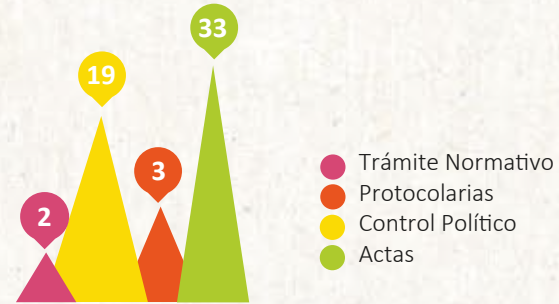 33
19
3
2
Trámite Normativo
Protocolarias
Control Político
Actas